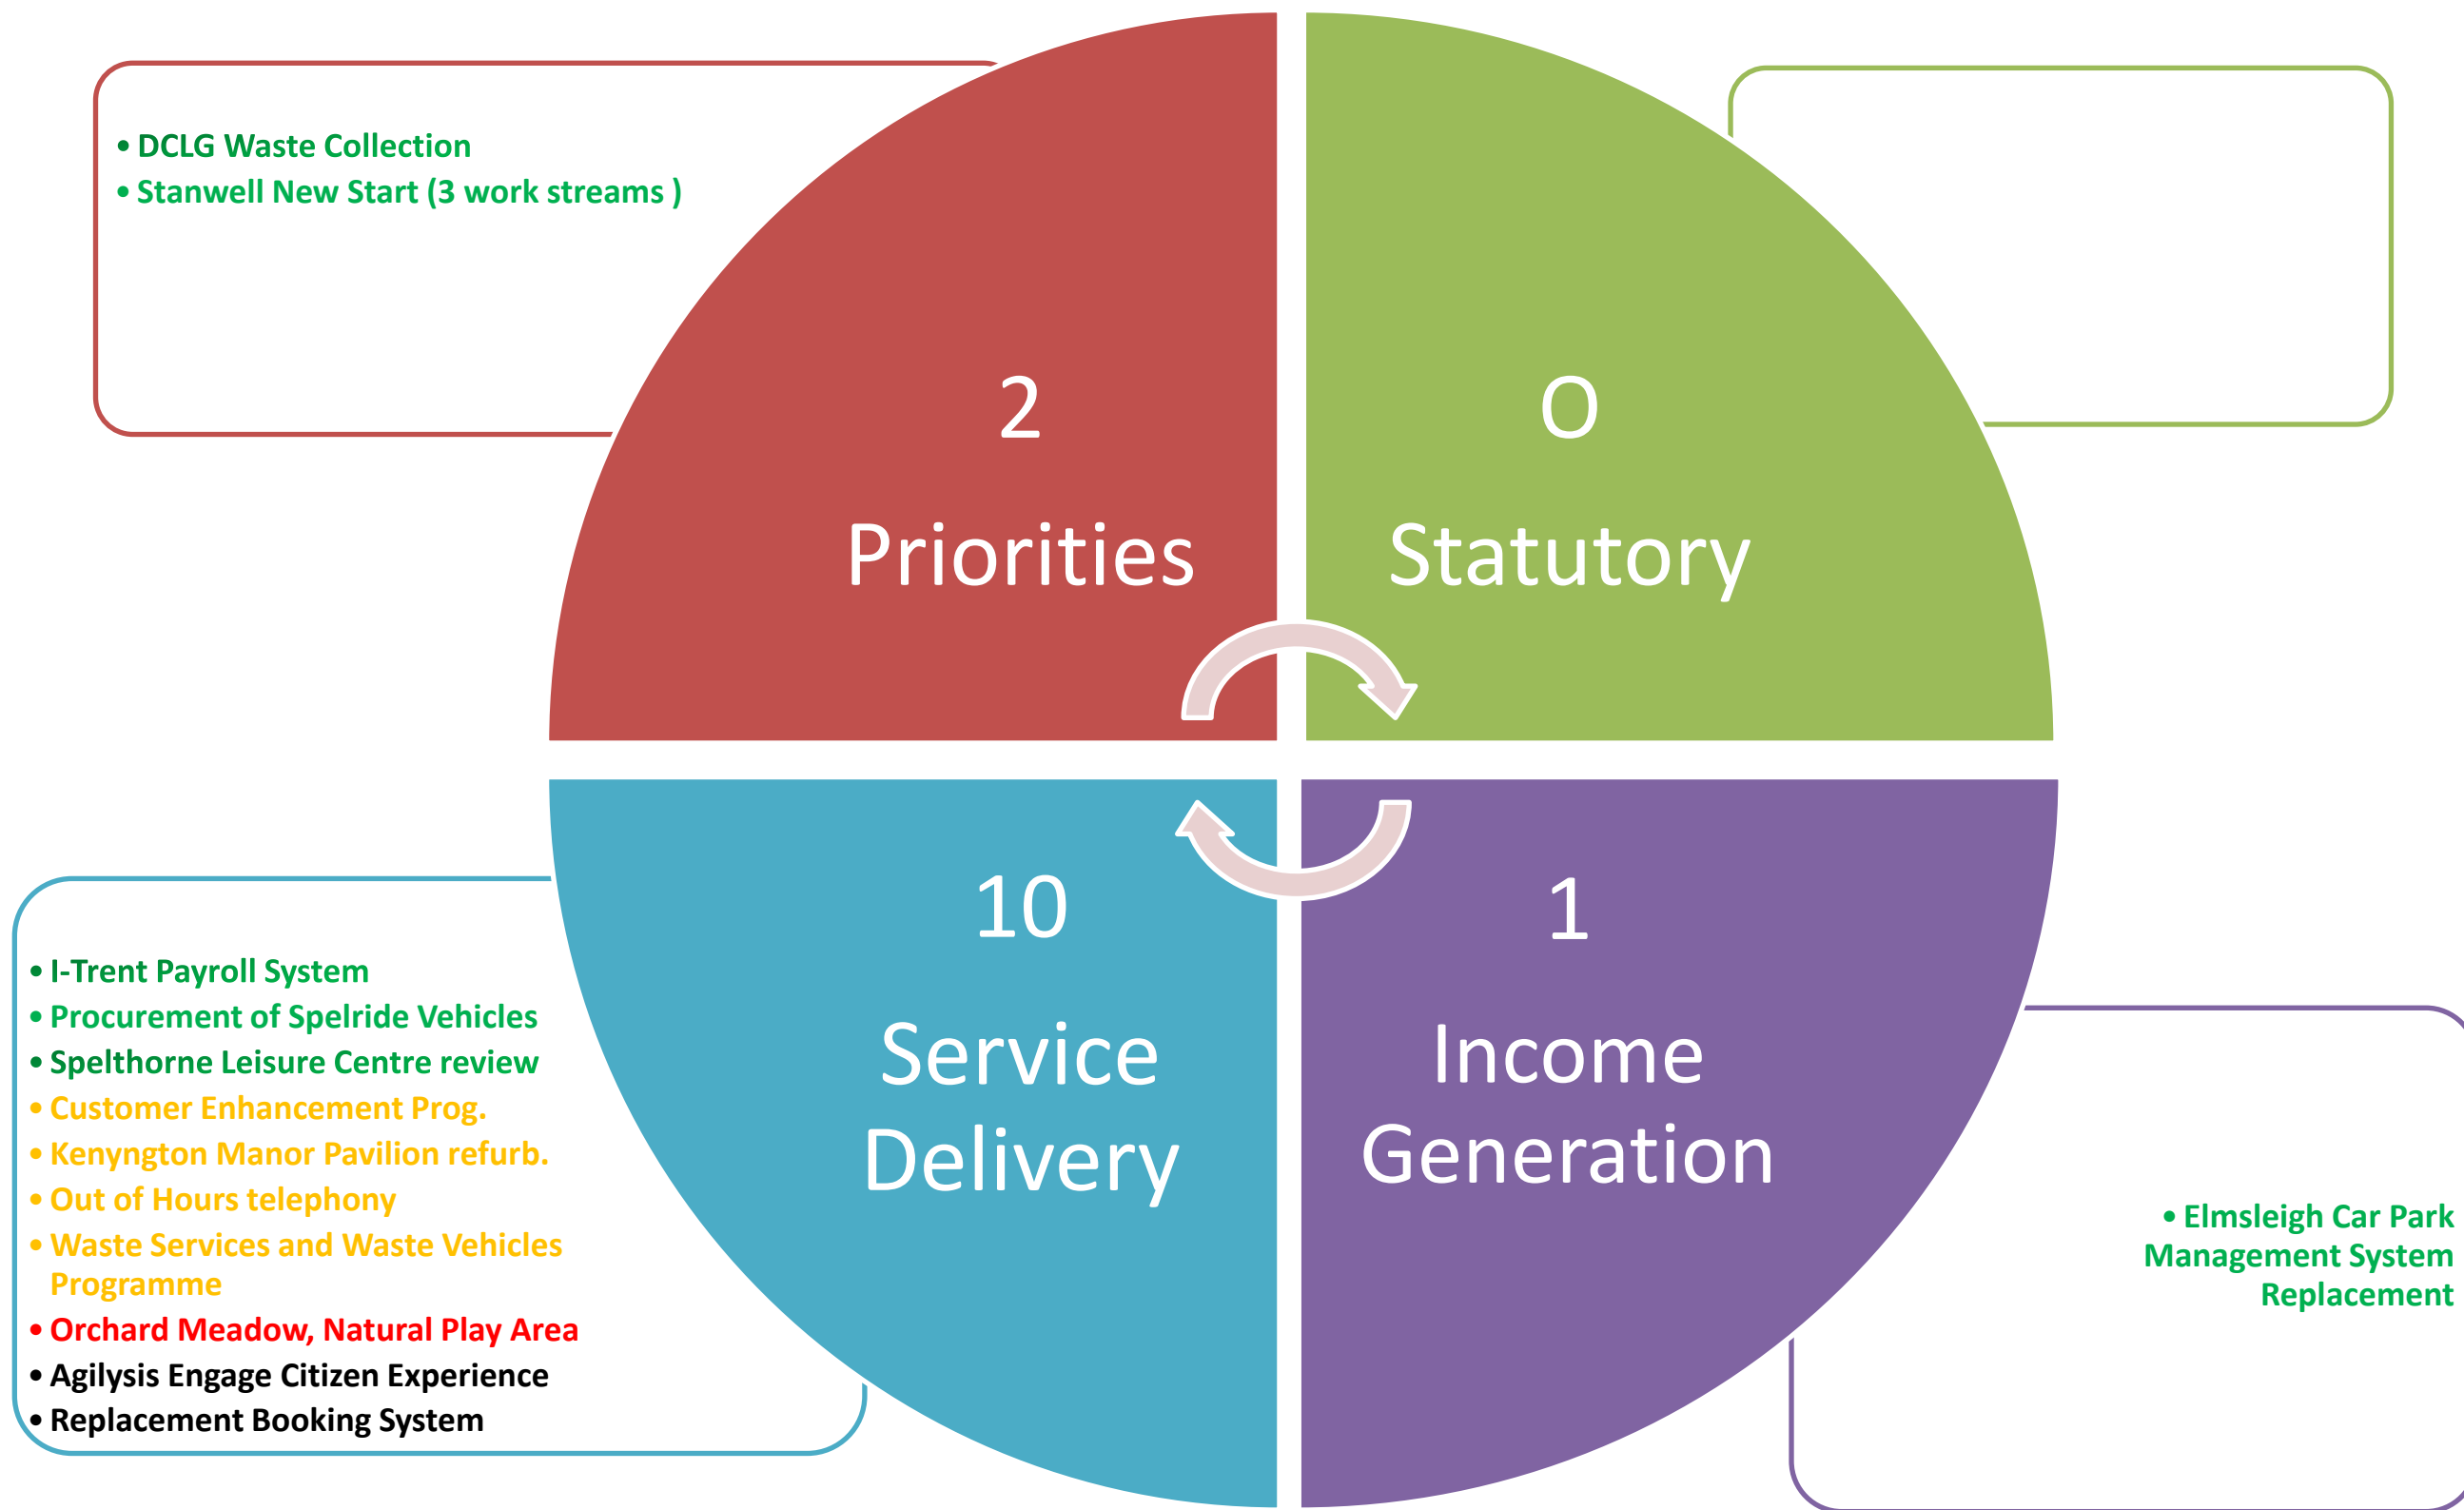 • DCLG Waste Collection
• Stanwell New Start (3 work streams )
2
Priorities
0
Statutory
10
Service
Delivery
1
Income
Generation
• I-Trent Payroll System
• Procurement of Spelride Vehicles
• Spelthorne Leisure Centre review
• Customer Enhancement Prog.
• Kenyngton Manor Pavilion refurb.
• Out of Hours telephony
• Waste Services and Waste Vehicles
Programme
• Orchard Meadow, Natural Play Area
• Agilysis Engage Citizen Experience
• Replacement Booking System
• Elmsleigh Car Park
Management System
Replacement